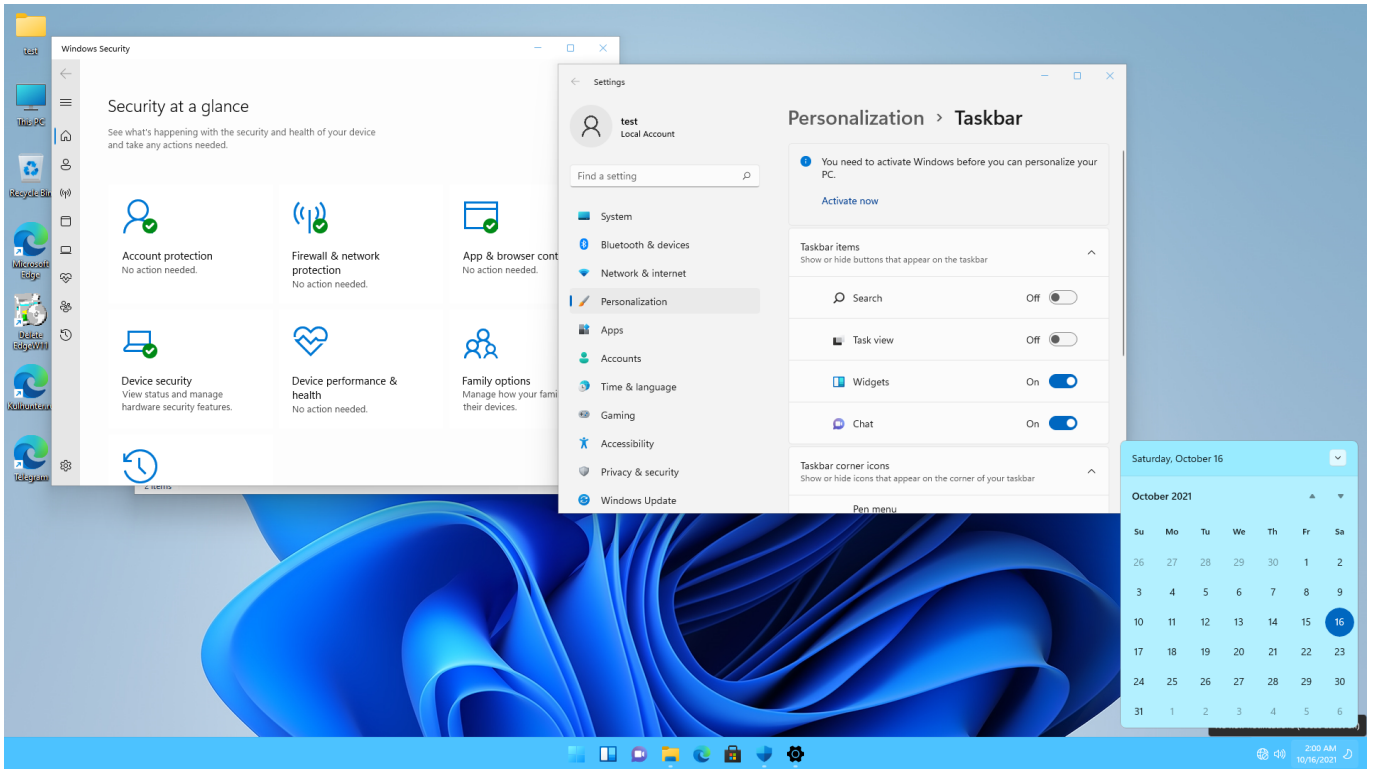 test
This PC
Recycle Bin
Microsoft
Edge
Delete
EdgeW11
Telegram
Windows Security
Security at a glance
See what's happening with the security and health of your device
and take any actions needed.
Account protection
No action needed.
Firewall & network
protection
No action needed.
App & browser cont
No action needed.
Device security
View status and manage
hardware security features.
Device performance &
health
No action needed.
Family options
Manage how your fami
their devices.
2 items
Settings
test
Local Account
Find a setting
System
Bluetooth & devices
Network & internet
Personalization
Apps
Accounts
Time & language
Gaming
Accessibility
Privacy & security
Windows Update
Personalization > Taskbar
You need to activate Windows before you can personalize your
PC.
Activate now
Taskbar items
Show or hide buttons that appear on the taskbar
Search Off
Task view Off
Widgets On
Chat On
Taskbar corner icons
Show or hide icons that appear on the corner of your taskbar
Pen menu
Saturday, October 16
October 2021
Su Mo Tu We Th Fr Sa
26 27 28 29 30 1 2
3 4 5 6 7 8 9
10 11 12 13 14 15 16
17 18 19 20 21 22 23
24 25 26 27 28 29 30
31 1 2 3 4 5 6
2:00 AM
10/16/2021